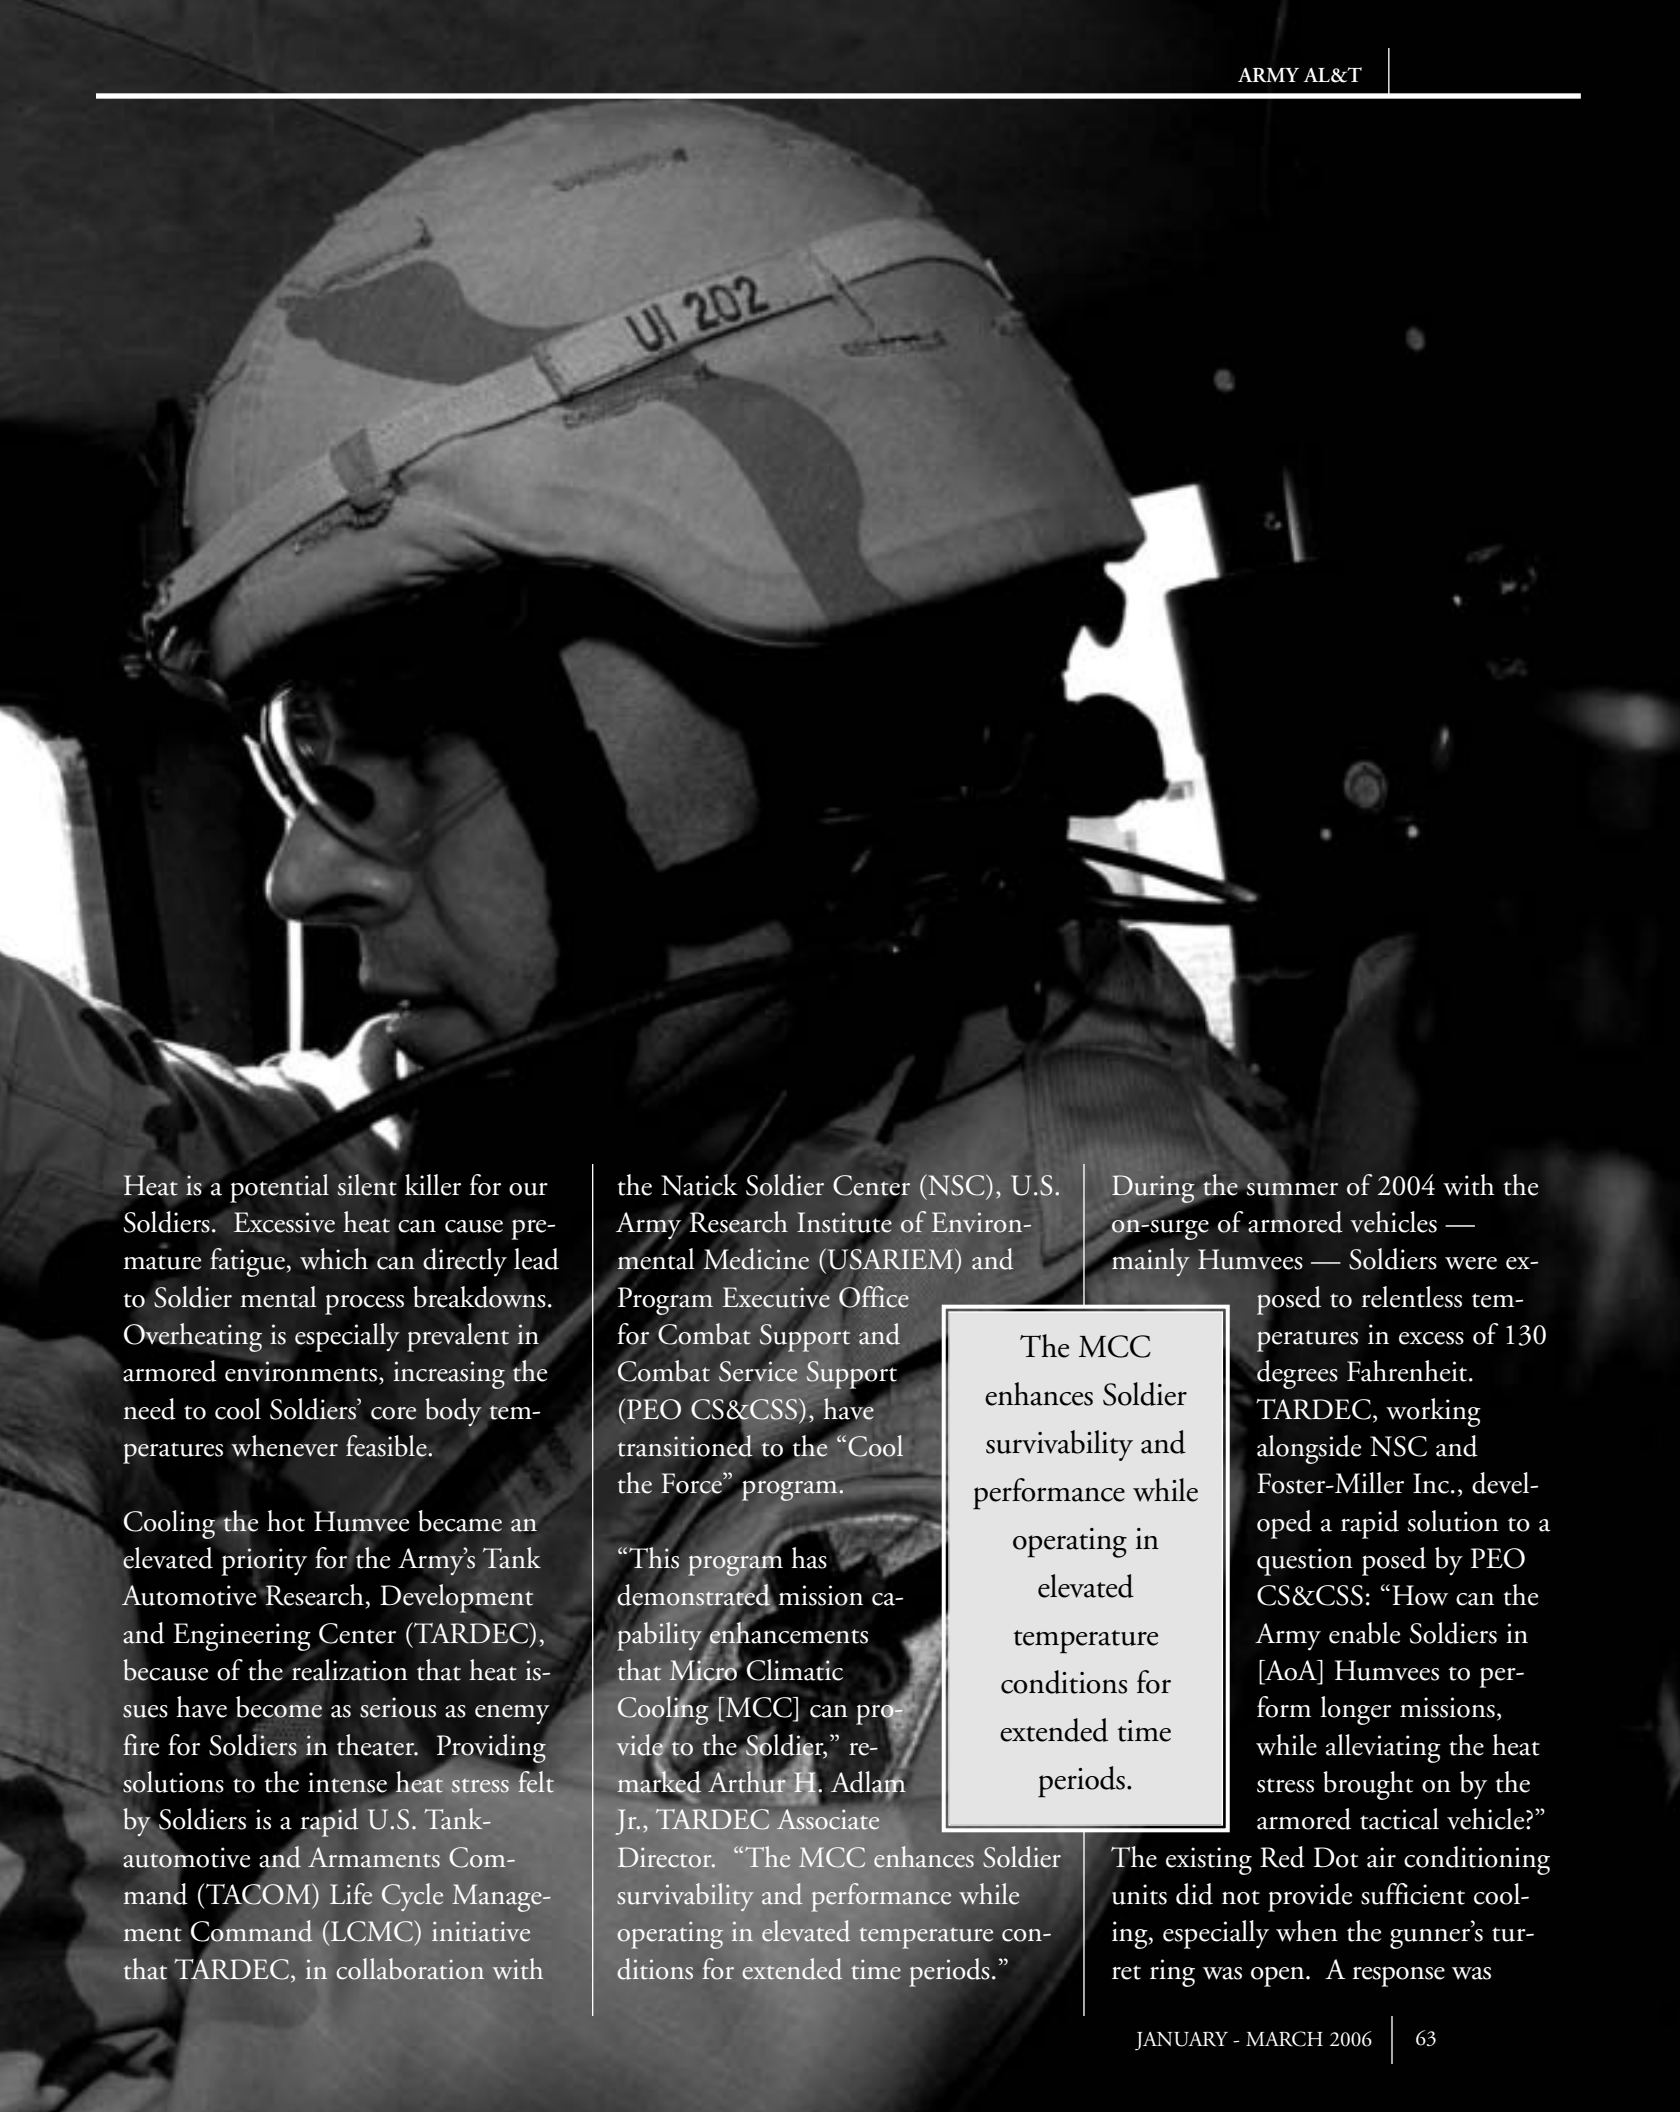 ARMY AL&T
UI 202
Heat is a potential silent killer for our
Soldiers.  Excessive heat can cause pre-
mature fatigue, which can directly lead
to Soldier mental process breakdowns.
Overheating is especially prevalent in
armored environments, increasing the
need to cool Soldiers’ core body tem-
peratures whenever feasible.
Cooling the hot Humvee became an
elevated priority for the Army’s Tank
Automotive Research, Development
and Engineering Center (TARDEC),
because of the realization that heat is-
sues have become as serious as enemy
fire for Soldiers in theater.  Providing
solutions to the intense heat stress felt
by Soldiers is a rapid U.S. Tank-
automotive and Armaments Com-
mand (TACOM) Life Cycle Manage-
ment Command (LCMC) initiative
that TARDEC, in collaboration with
the Natick Soldier Center (NSC), U.S.
Army Research Institute of Environ-
mental Medicine (USARIEM) and
Program Executive Office
for Combat Support and
Combat Service Support
(PEO CS&CSS), have
transitioned to the “Cool
the Force” program.
“This program has
demonstrated mission ca-
pability enhancements
that Micro Climatic
Cooling [MCC] can pro-
vide to the Soldier,” re-
marked Arthur H. Adlam
Jr., TARDEC Associate
Director.  “The MCC enhances Soldier
survivability and performance while
operating in elevated temperature con-
ditions for extended time periods.”
The MCC
enhances Soldier
survivability and
performance while
operating in
elevated
temperature
conditions for
extended time
periods.
During the summer of 2004 with the
on-surge of armored vehicles —
mainly Humvees — Soldiers were ex-
posed to relentless tem-
peratures in excess of 130
degrees Fahrenheit.
TARDEC, working
alongside NSC and
Foster-Miller Inc., devel-
oped a rapid solution to a
question posed by PEO
CS&CSS: “How can the
Army enable Soldiers in
[AoA] Humvees to per-
form longer missions,
while alleviating the heat
stress brought on by the
armored tactical vehicle?”
The existing Red Dot air conditioning
units did not provide sufficient cool-
ing, especially when the gunner’s tur-
ret ring was open.  A response was
JANUARY - MARCH 2006
63